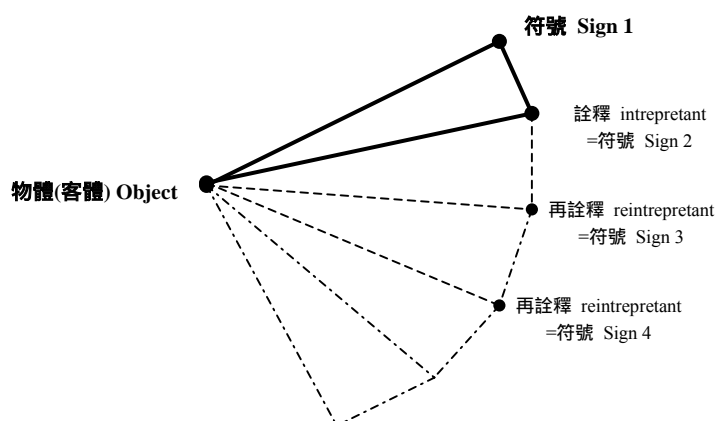 符號 Sign 1
詮釋 intrepretant
=符號 Sign 2
物體(客體) Object
再詮釋 reintrepretant
=符號 Sign 3
再詮釋 reintrepretant
=符號 Sign 4